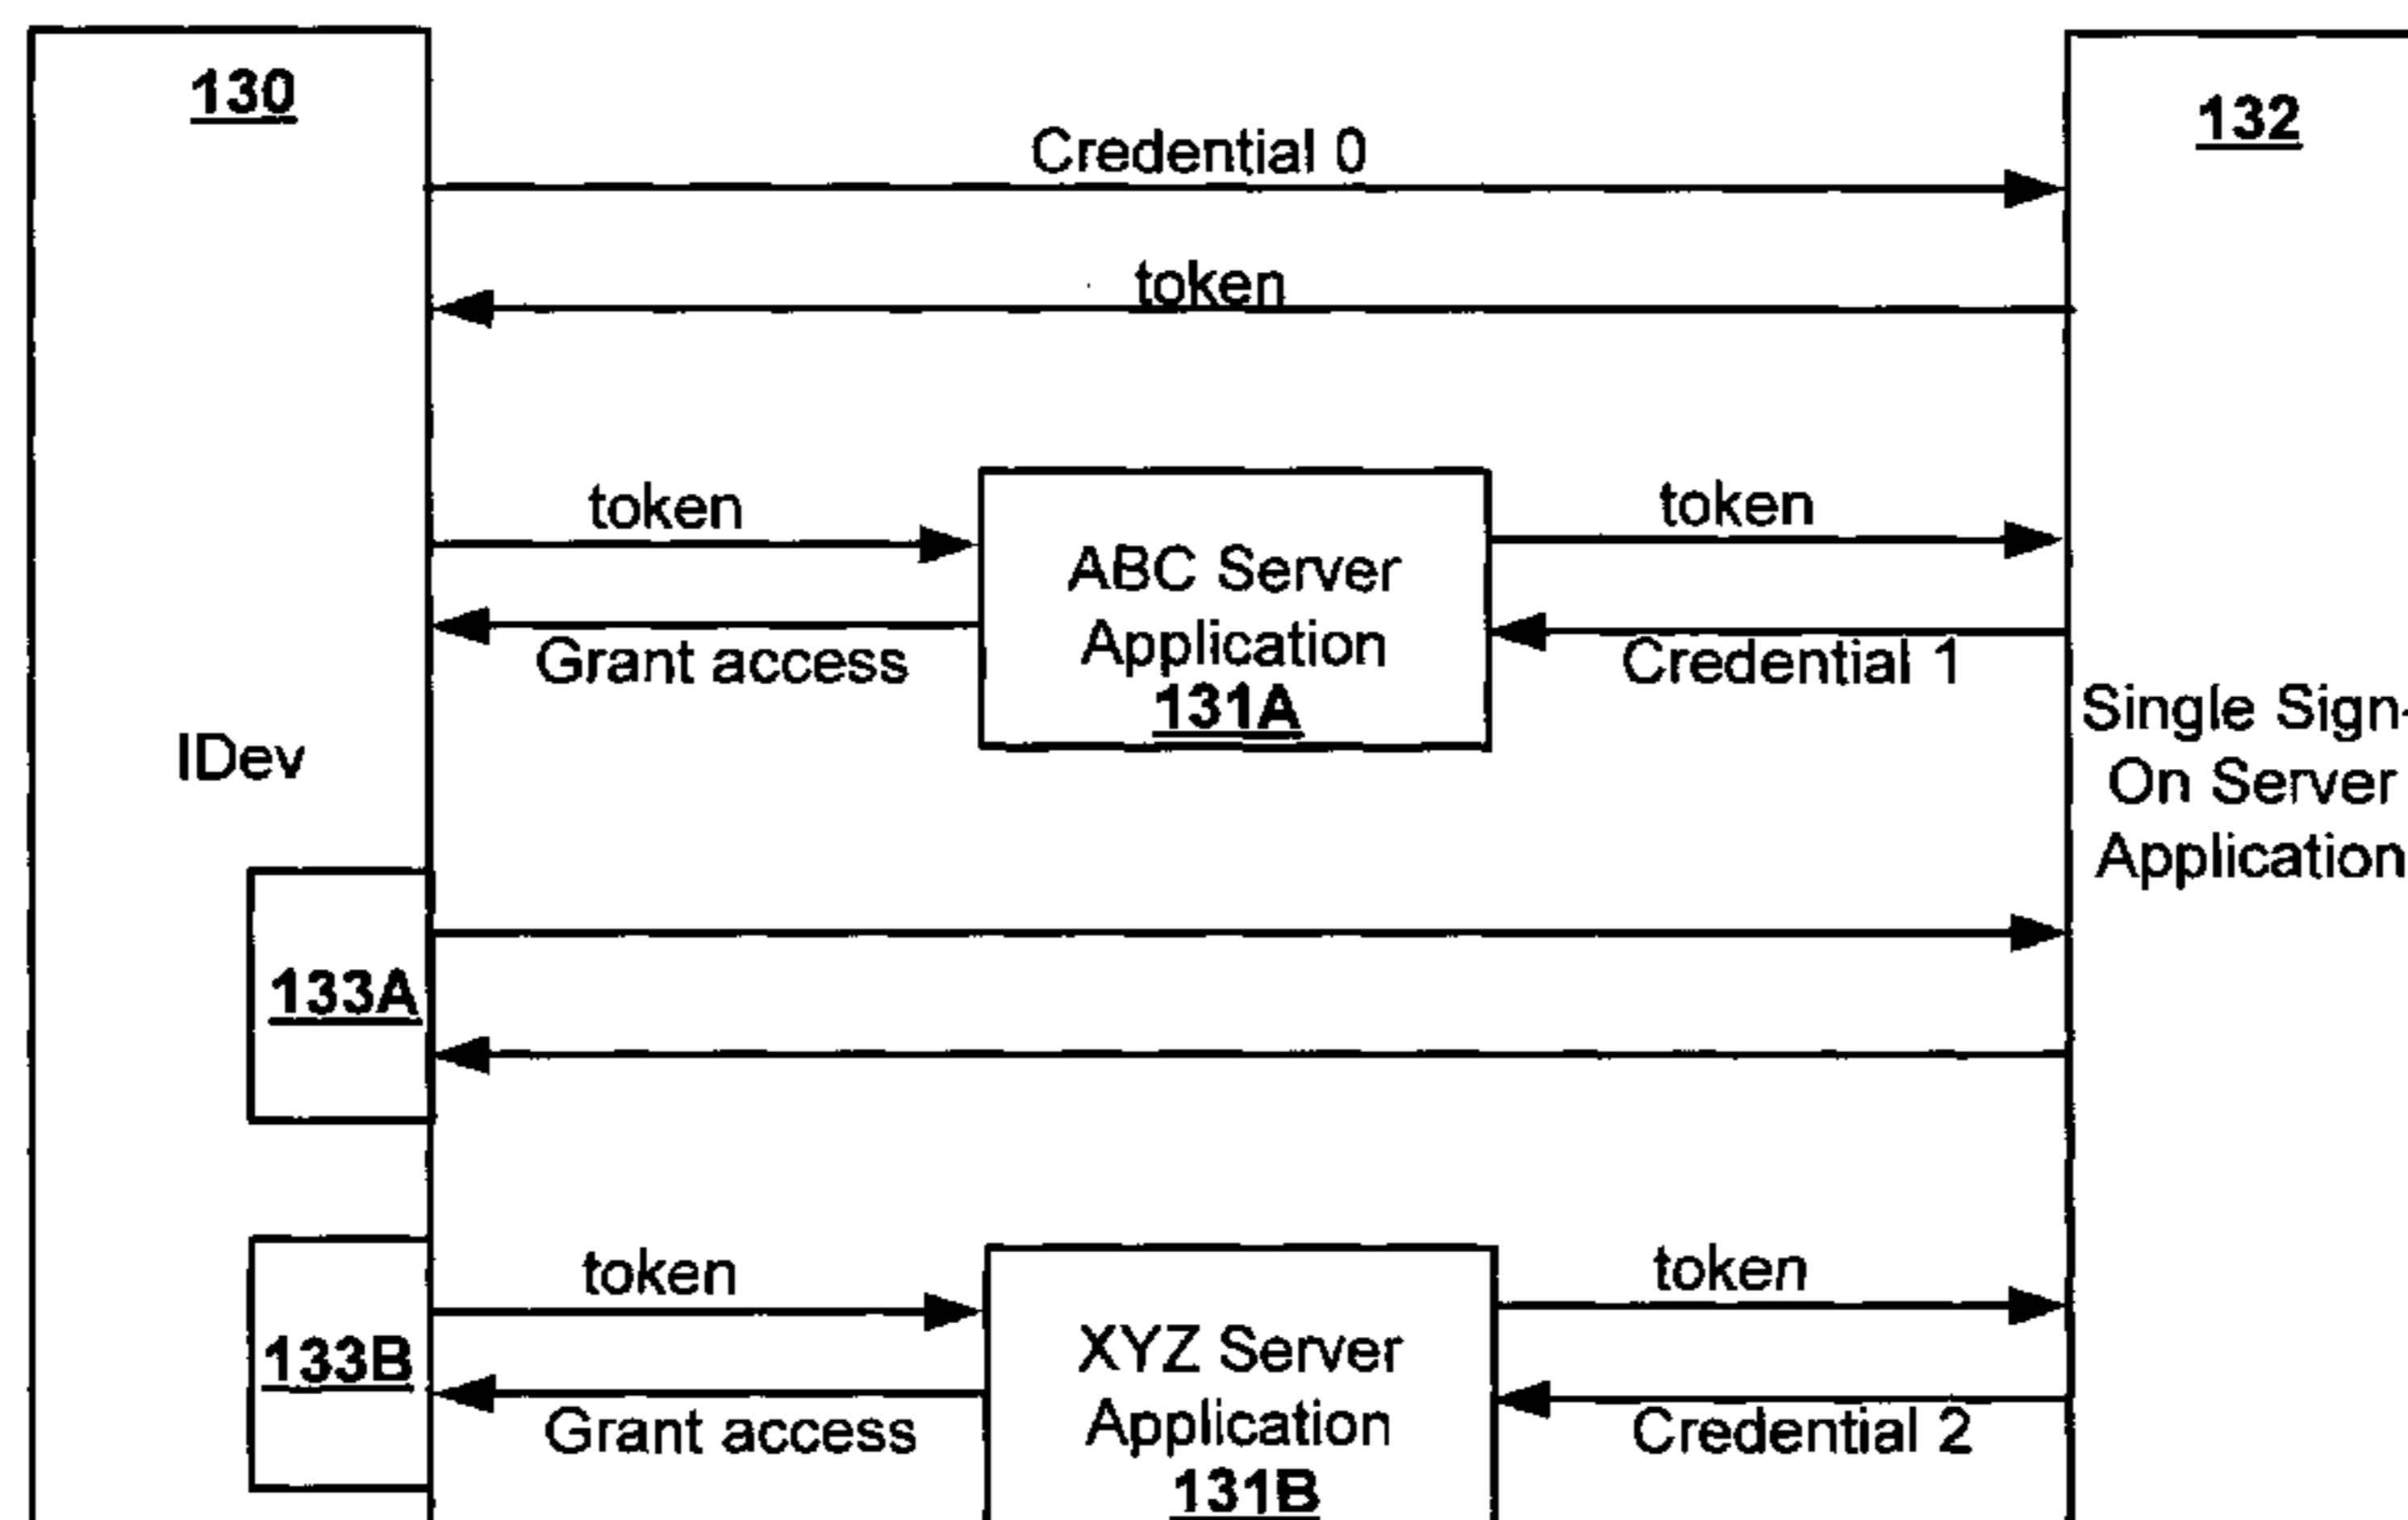 130
132
Credential 0
token
token
token
ABC Server
Application
131A
Grant access
Credential 1
IDev
Single Sign-
On Server
Application
133A
133B
token
token
XYZ Server
Application
131B
Grant access
Credential 2